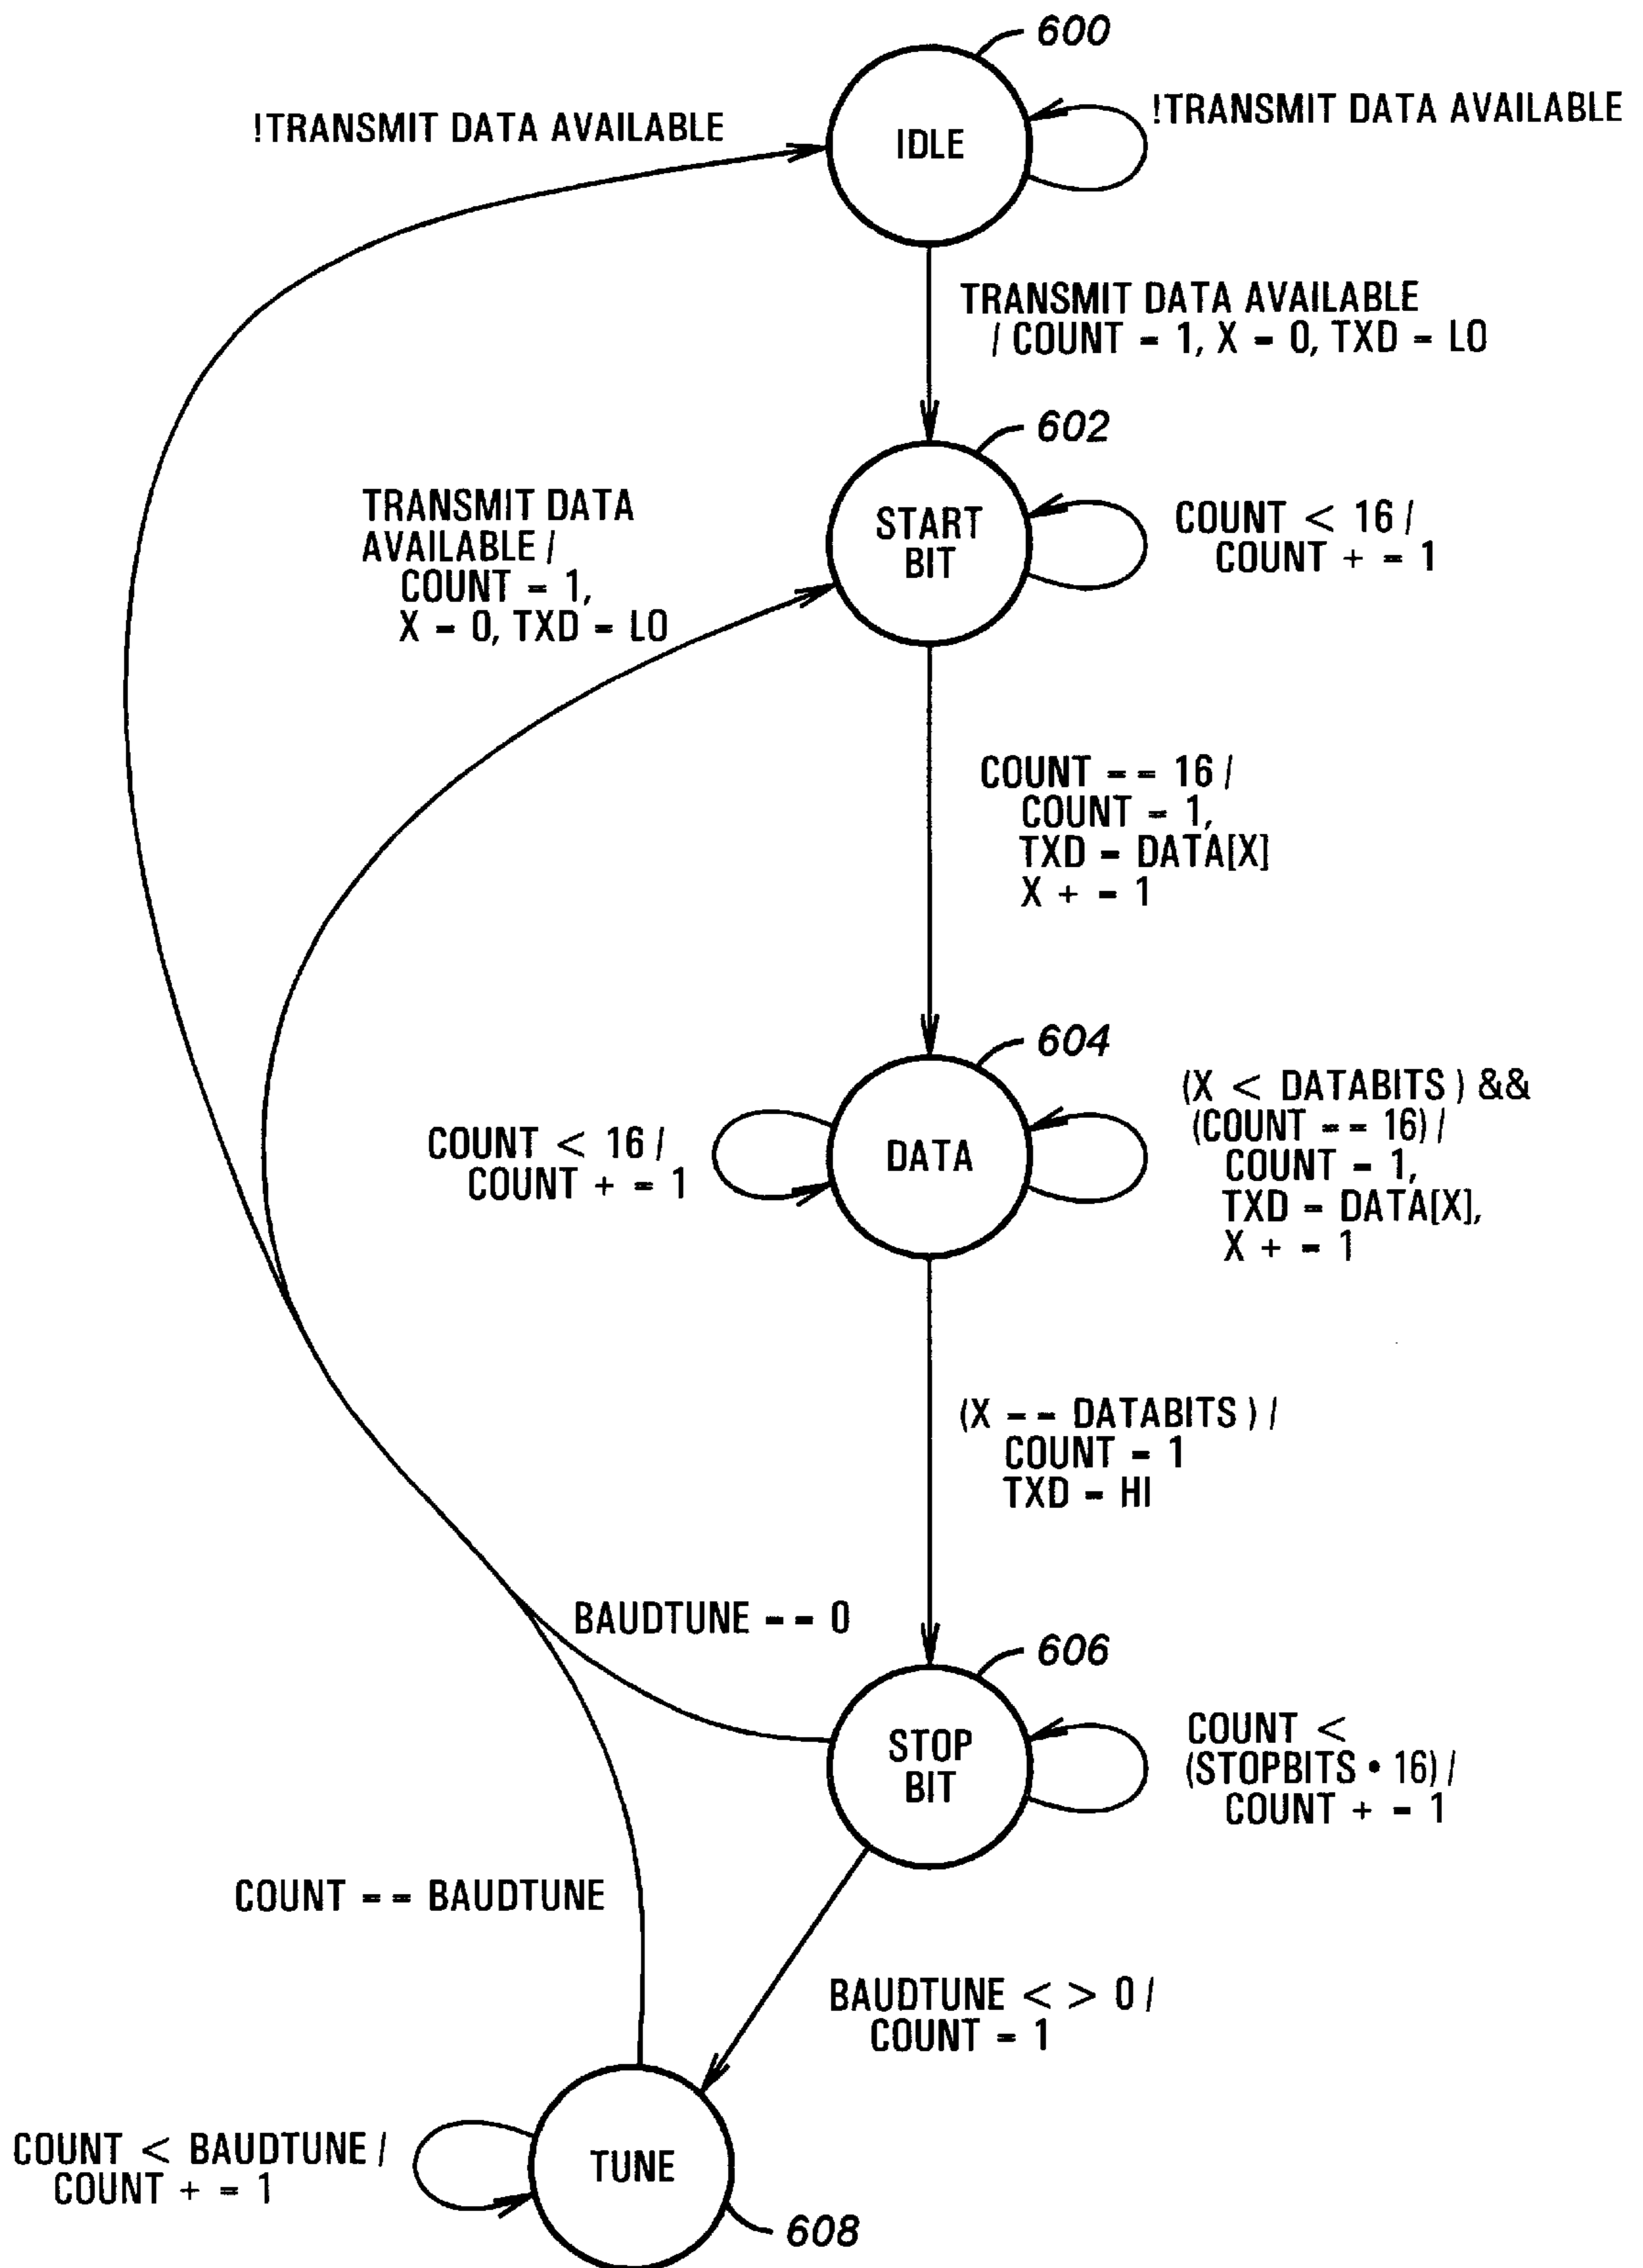 600
!TRANSMIT DATA AVAILABLE
!TRANSMIT DATA AVAILABLE
IDLE
TRANSMIT DATA AVAILABLE
/ COUNT = 1, X = 0, TXD = LO
602
TRANSMIT DATA
AVAILABLE /
COUNT = 1,
X = 0, TXD = LO
START
BIT
COUNT < 16 /
COUNT + = 1
COUNT = = 16 /
COUNT = 1,
TXD = DATA[X]
X + = 1
604
COUNT < 16 /
COUNT + = 1
DATA
(X < DATABITS ) &&
(COUNT = = 16) /
COUNT = 1,
TXD = DATA[X],
X + = 1
(X = = DATABITS ) /
COUNT = 1
TXD = HI
BAUDTUNE = = 0
606
STOP
BIT
COUNT <
(STOPBITS • 16) /
COUNT + = 1
COUNT = = BAUDTUNE
BAUDTUNE < > 0 /
COUNT = 1
COUNT < BAUDTUNE /
COUNT + = 1
TUNE
608